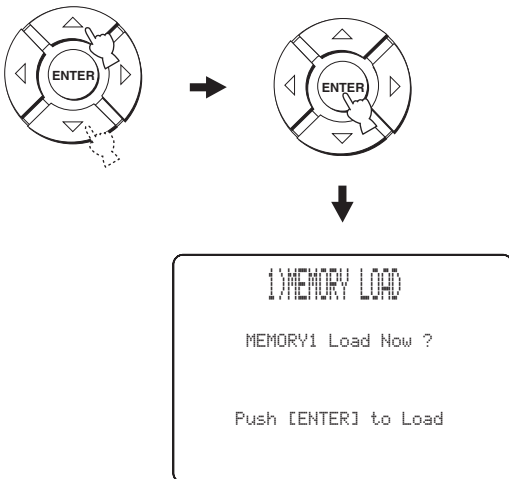 ENTER
ENTER
1)MEMORY LOAD
MEMORY1 Load Now ?
Push [ENTER] to Load